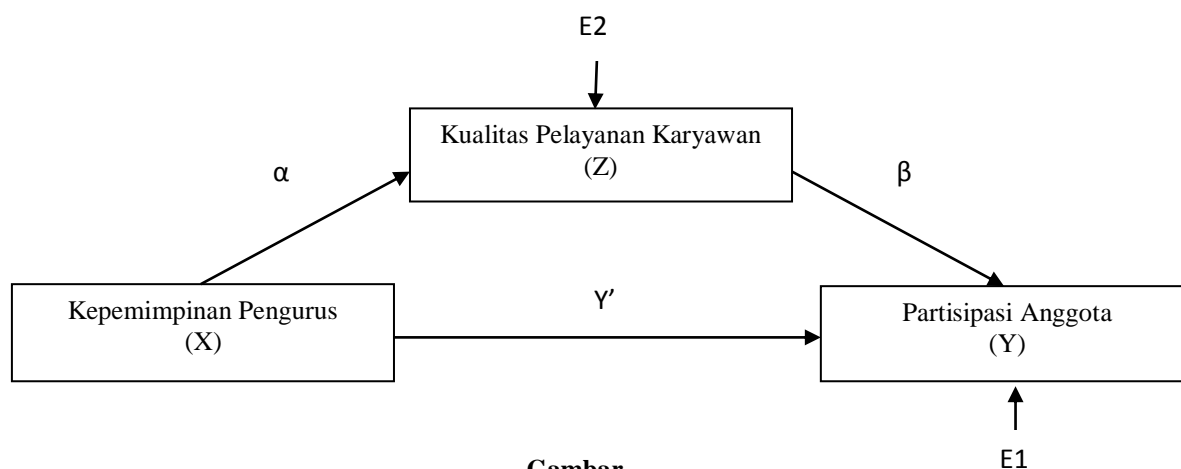 E2
Kualitas Pelayanan Karyawan
(Z)
α
β
Kepemimpinan Pengurus
(X)
Y’
Partisipasi Anggota
(Y)
Gambar
E1